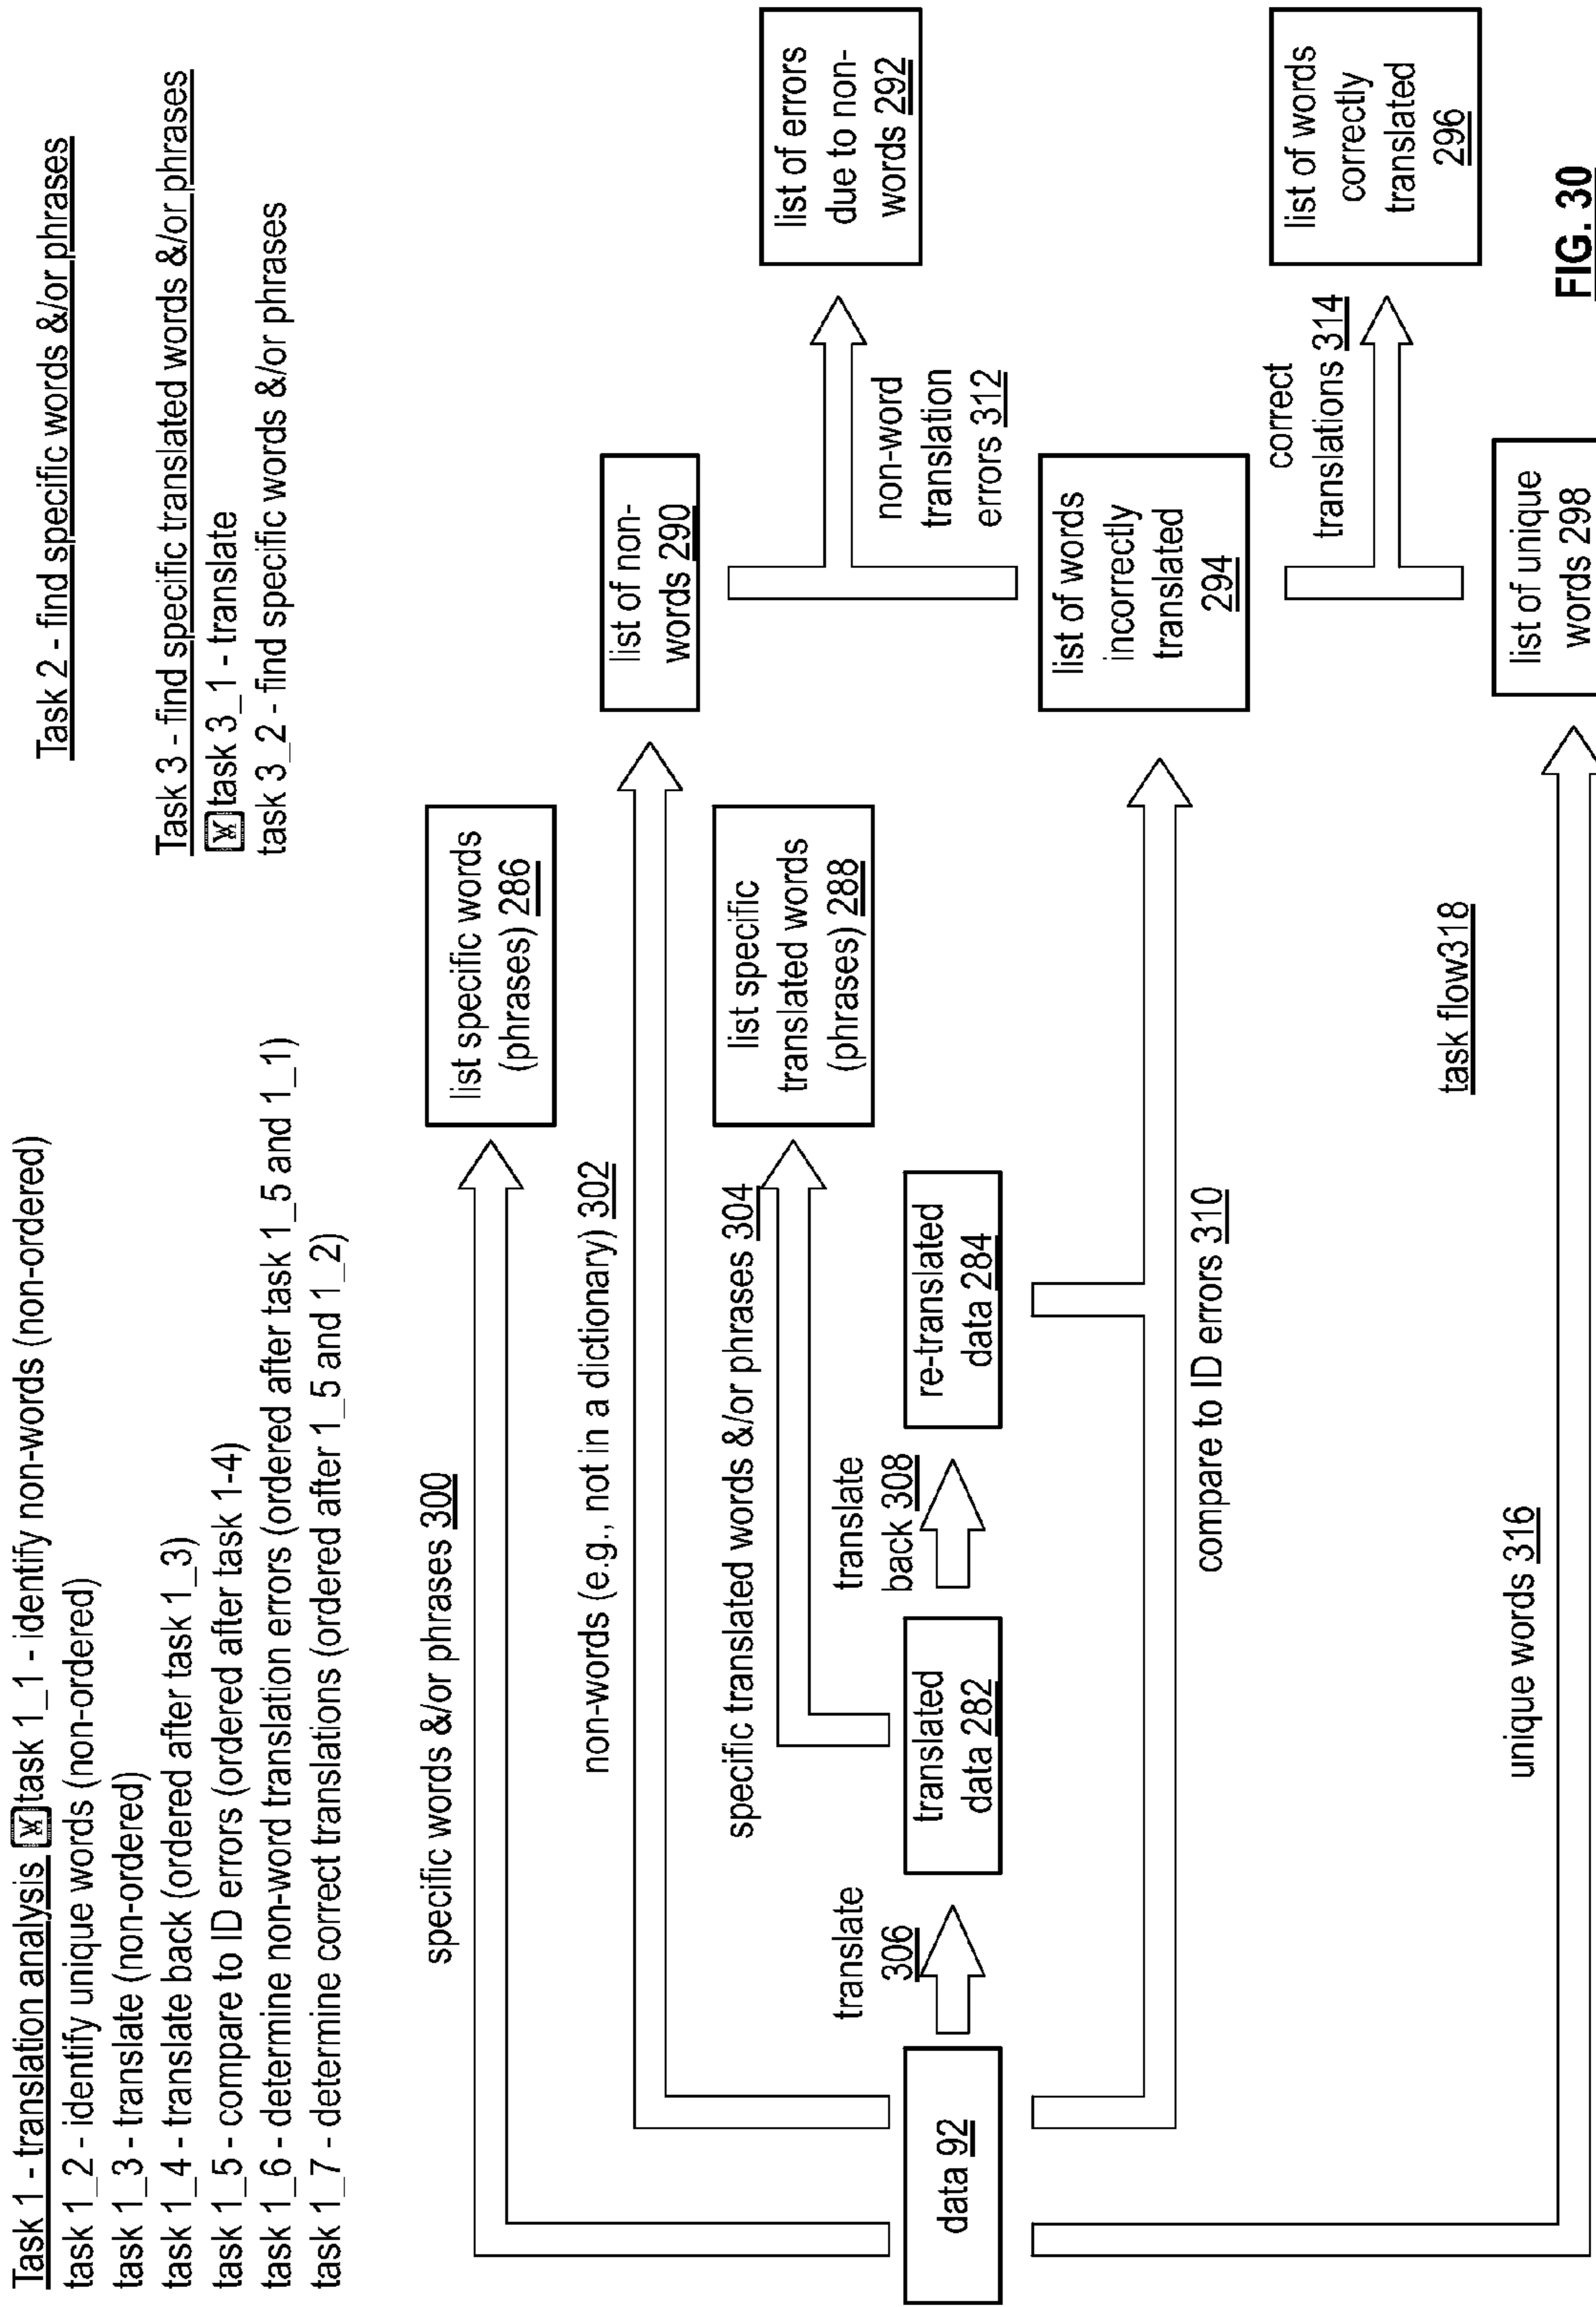 Task 1 - translation analysis task 1_1 - identify non-words (non-ordered)
task 1_2 - identify unique words (non-ordered)
task 1_3 - translate (non-ordered)
task 1_4 - translate back (ordered after task 1_3)
task 1_5 - compare to ID errors (ordered after task 1-4)
task 1_6 - determine non-word translation errors (ordered after task 1_5 and 1_1)
task 1_7 - determine correct translations (ordered after 1_5 and 1_2)
Task 2 - find specific words &/or phrases
Task 3 - find specific translated words &/or phrases
task 3_1 - translate
task 3_2 - find specific words &/or phrases
specific words &/or phrases 300
list specific words
(phrases) 286
non-words (e.g., not in a dictionary) 302
list of non-
words 290
specific translated words &/or phrases 304
list specific
translated words
(phrases) 288
list of errors
due to non-
words 292
non-word
translation
errors 312
data 92
translate
306
translated
data 282
translate
back 308
re-translated
data 284
compare to ID errors 310
list of words
incorrectly
translated
294
correct
translations 314
list of words
correctly
translated
296
task flow318
unique words 316
list of unique
words 298
FIG. 30